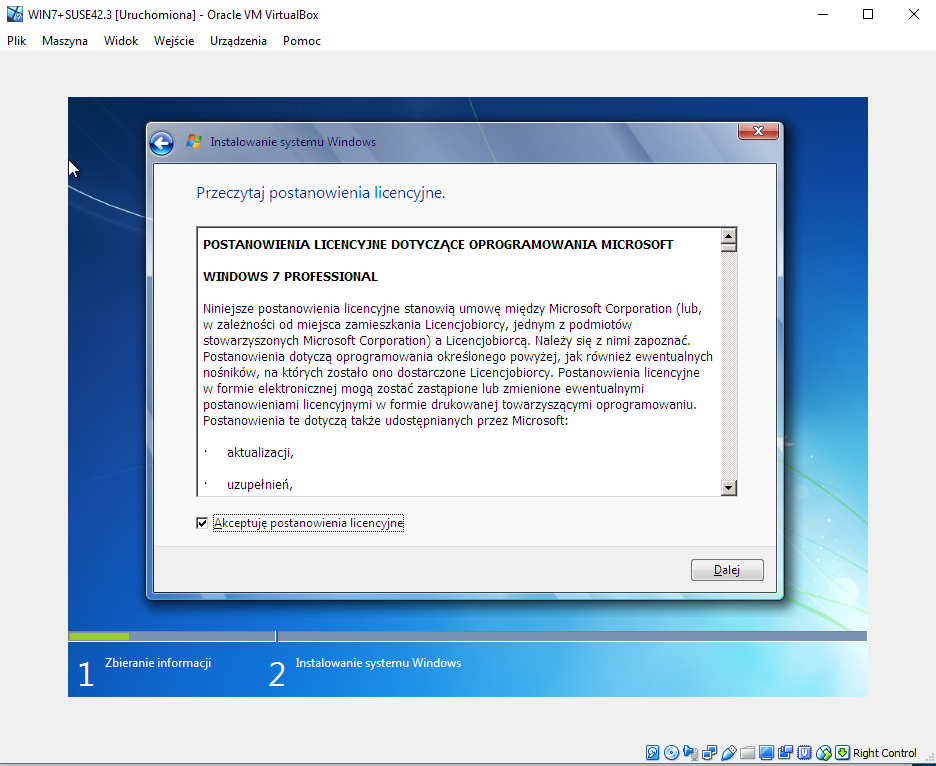 WIN7+SUSE42.3 [Uruchomiona] - Oracle VM VirtualBox
Plik Maszyna Widok Wejście Urządzenia Pomoc
Instalowanie systemu Windows
Przeczytaj postanowienia licencyjne.
POSTANOWIENIA LICENCYJNE DOTYCZĄCE OPROGRAMOWANIA MICROSOFT
WINDOWS 7 PROFESSIONAL
Niniejsze postanowienia licencyjne stanowią umowę między Microsoft Corporation (lub,
w zależności od miejsca zamieszkania Licencjobiorcy, jednym z podmiotów
stowarzyszonych Microsoft Corporation) a Licencjobiorcą. Należy się z nimi zapoznać.
Postanowienia dotyczą oprogramowania określonego powyżej, jak również ewentualnych
nośników, na których zostało ono dostarczone Licencjobiorcy. Postanowienia licencyjne
w formie elektronicznej mogą zostać zastąpione lub zmienione ewentualnymi
postanowieniami licencyjnymi w formie drukowanej towarzyszącymi oprogramowaniu.
Postanowienia te dotyczą także udostępnianych przez Microsoft:
· aktualizacji,
· uzupełnień,
Akceptuję postanowienia licencyjne
Dalej
1 Zbieranie informacji
2 Instalowanie systemu Windows
Right Control